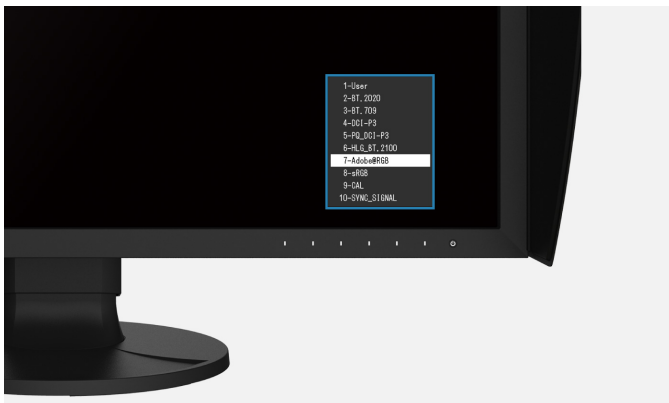 1-User
2-BT.2020
3-BT.709
4-DCI-P3
5-PQ_DCI-P3
6-HLG_BT.2100
7-Adobe®RGB
8-sRGB
9-CAL
10-SYNC_SIGNAL